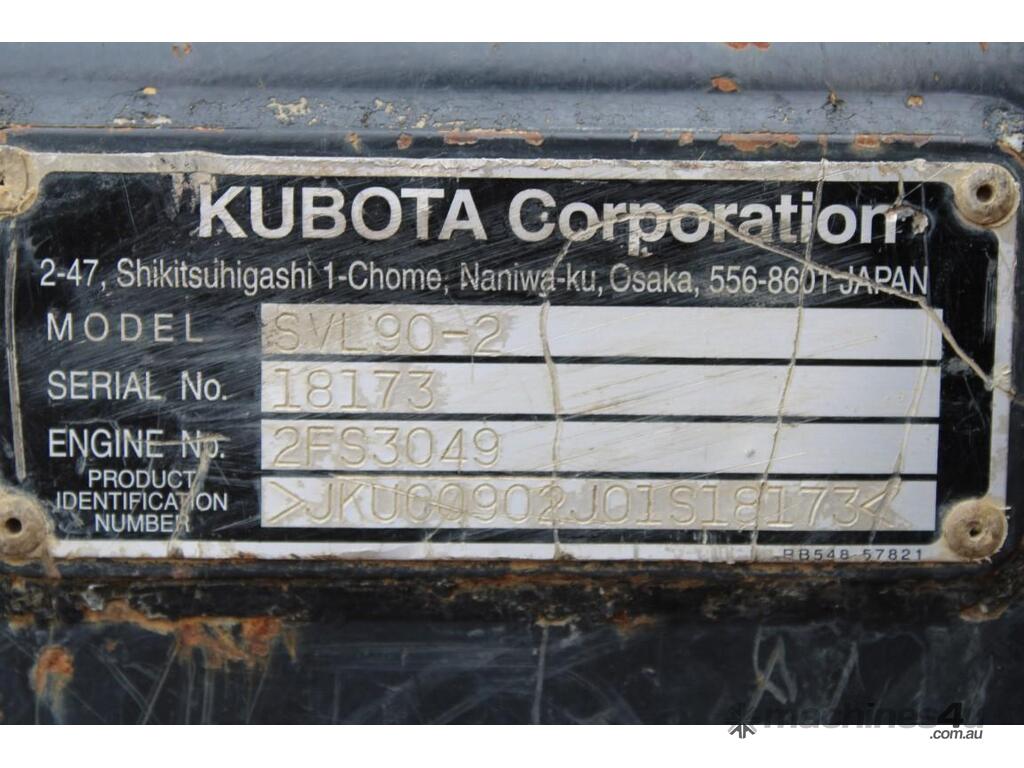 KUBOTA Corporation
2-47, Shikitsuhigashi 1-Chome, Naniwa-ku, Osaka, 556-8601 JAPAN
MODEL SVL90-2
SERIAL No. 18173
ENGINE No. 2FS3049
PRODUCT
IDENTIFICATION
NUMBER >JKUC0902J01S18173<
RB548-57821
machines4u
.com.au